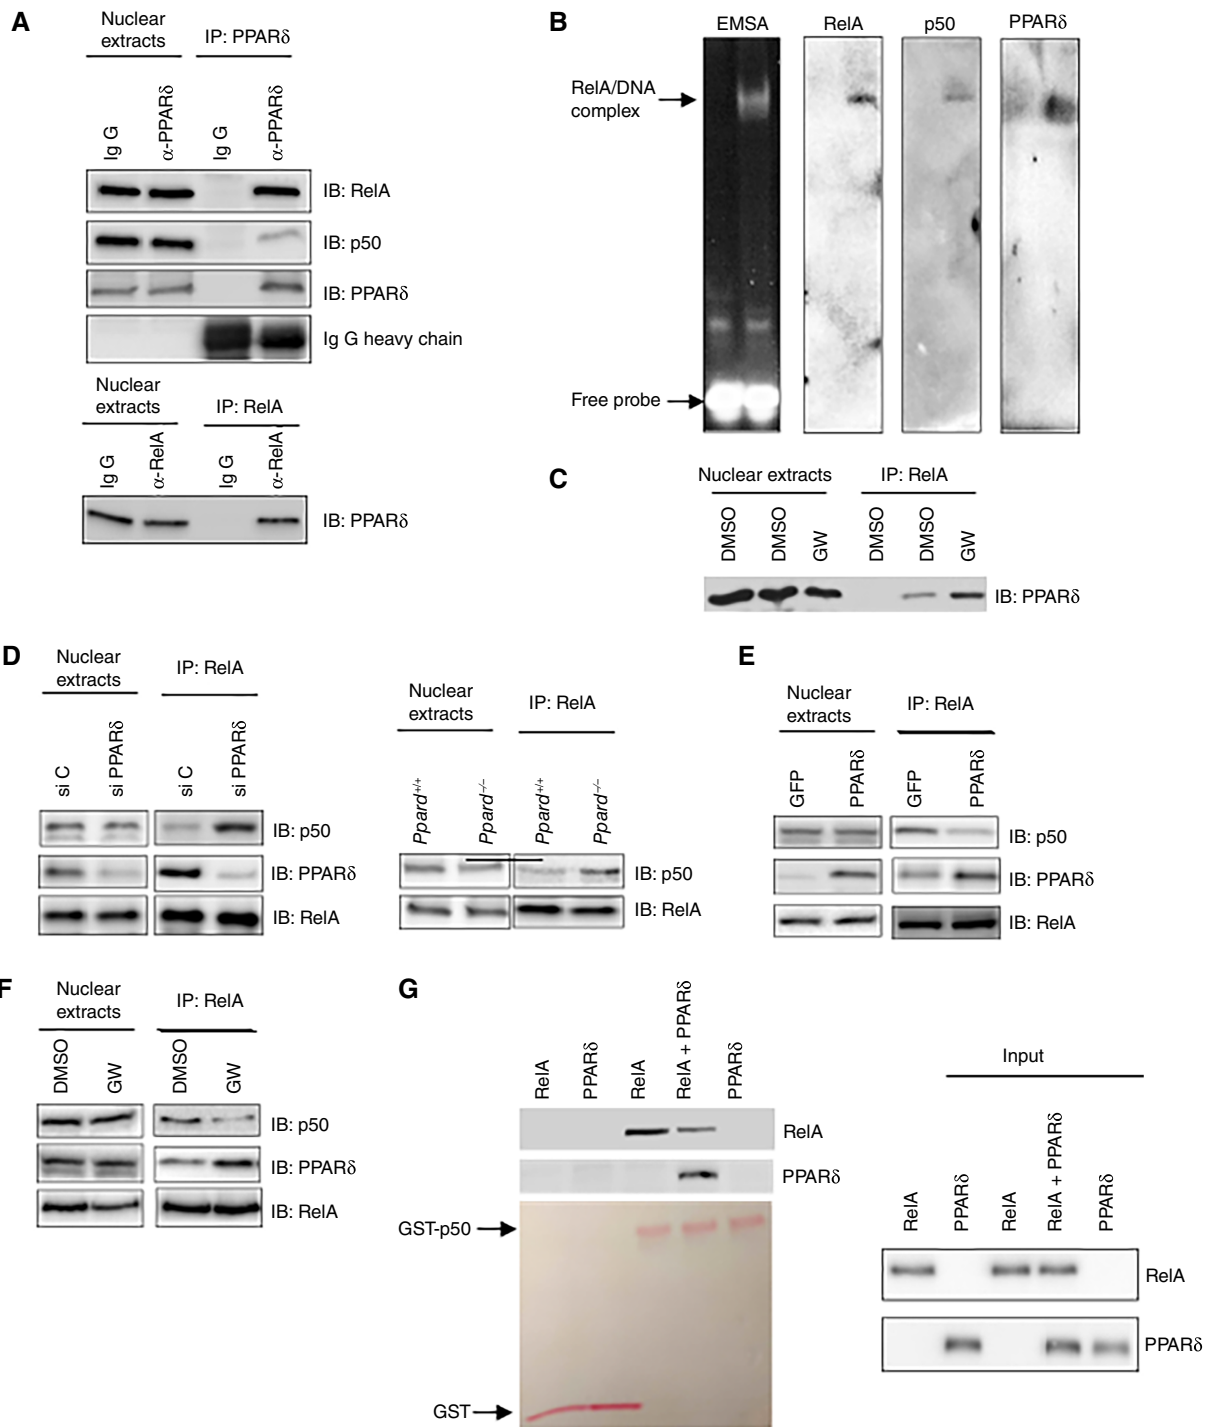 A
Nuclear
extracts
IP: PPARδ
Ig G
α-PPARδ
Ig G
α-PPARδ
IB: RelA
IB: p50
IB: PPARδ
Ig G heavy chain
Nuclear
extracts
IP: RelA
Ig G
α-RelA
Ig G
α-RelA
IB: PPARδ
B
EMSA
RelA
p50
PPARδ
RelA/DNA
complex
Free probe
C
Nuclear extracts
IP: RelA
DMSO
DMSO
GW
DMSO
DMSO
GW
IB: PPARδ
D
Nuclear
extracts
IP: RelA
si C
si PPARδ
si C
si PPARδ
IB: p50
IB: PPARδ
IB: RelA
Nuclear
extracts
IP: RelA
Ppard+/+
Ppard-/-
Ppard+/+
Ppard-/-
IB: p50
IB: RelA
E
Nuclear
extracts
IP: RelA
GFP
PPARδ
GFP
PPARδ
IB: p50
IB: PPARδ
IB: RelA
F
Nuclear
extracts
IP: RelA
DMSO
GW
DMSO
GW
IB: p50
IB: PPARδ
IB: RelA
G
RelA
PPARδ
RelA
RelA + PPARδ
PPARδ
RelA
PPARδ
GST-p50
GST
Input
RelA
PPARδ
RelA
RelA + PPARδ
PPARδ
RelA
PPARδ